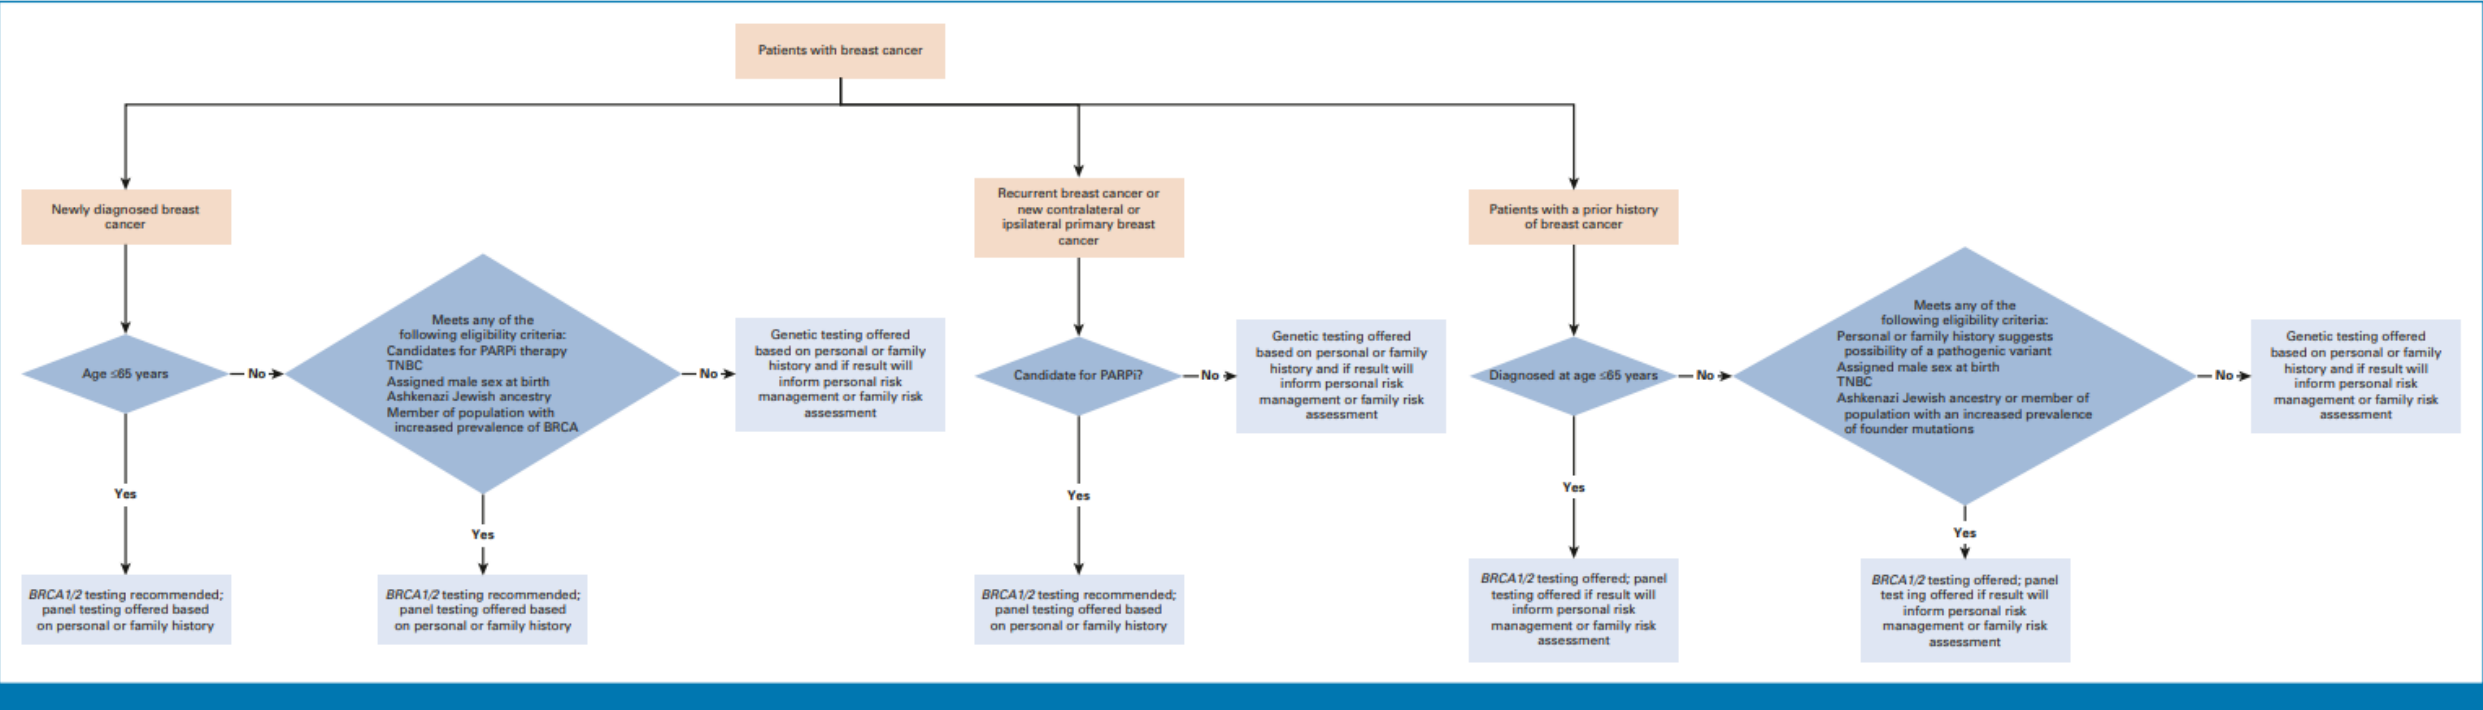 Patients with breast cancer
Newly diagnosed breast
cancer
Age ≤65 years
No
Meets any of the
following eligibility criteria:
Candidates for PARPi therapy
TNBC
Assigned male sex at birth
Ashkenazi Jewish ancestry
Member of population with
increased prevalence of BRCA
No
Genetic testing offered
based on personal or family
history and if result will
inform personal risk
management or family risk
assessment
Yes
BRCA1/2 testing recommended;
panel testing offered based
on personal or family history
Yes
BRCA1/2 testing recommended;
panel testing offered based
on personal or family history
Recurrent breast cancer or
new contralateral or
ipsilateral primary breast
cancer
Candidate for PARPi?
No
Genetic testing offered
based on personal or family
history and if result will
inform personal risk
management or family risk
assessment
Yes
BRCA1/2 testing recommended;
panel testing offered based
on personal or family history
Patients with a prior history
of breast cancer
Diagnosed at age ≤65 years
No
Meets any of the
following eligibility criteria:
Personal or family history suggests
possibility of a pathogenic variant
Assigned male sex at birth
TNBC
Ashkenazi Jewish ancestry or member of
population with an increased prevalence
of founder mutations
No
Genetic testing offered
based on personal or family
history and if result will
inform personal risk
management or family risk
assessment
Yes
BRCA1/2 testing offered; panel
testing offered if result will
inform personal risk
management or family risk
assessment
Yes
BRCA1/2 testing offered; panel
test ing offered if result will
inform personal risk
management or family risk
assessment